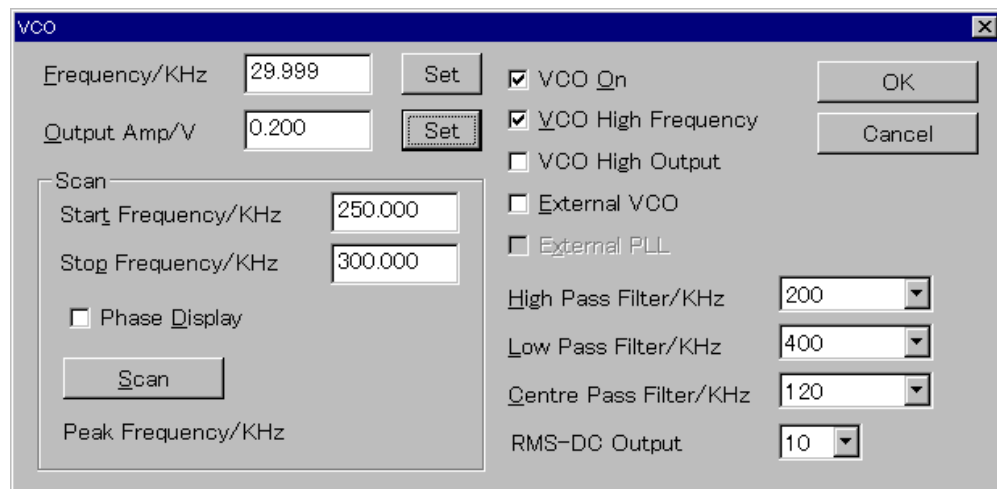 VCO
Frequency/KHz 29.999 Set
Output Amp/V 0.200 Set
Scan
Start Frequency/KHz 250.000
Stop Frequency/KHz 300.000
Phase Display
Scan
Peak Frequency/KHz
VCO On
VCO High Frequency
VCO High Output
External VCO
External PLL
High Pass Filter/KHz 200
Low Pass Filter/KHz 400
Centre Pass Filter/KHz 120
RMS-DC Output 10
OK
Cancel